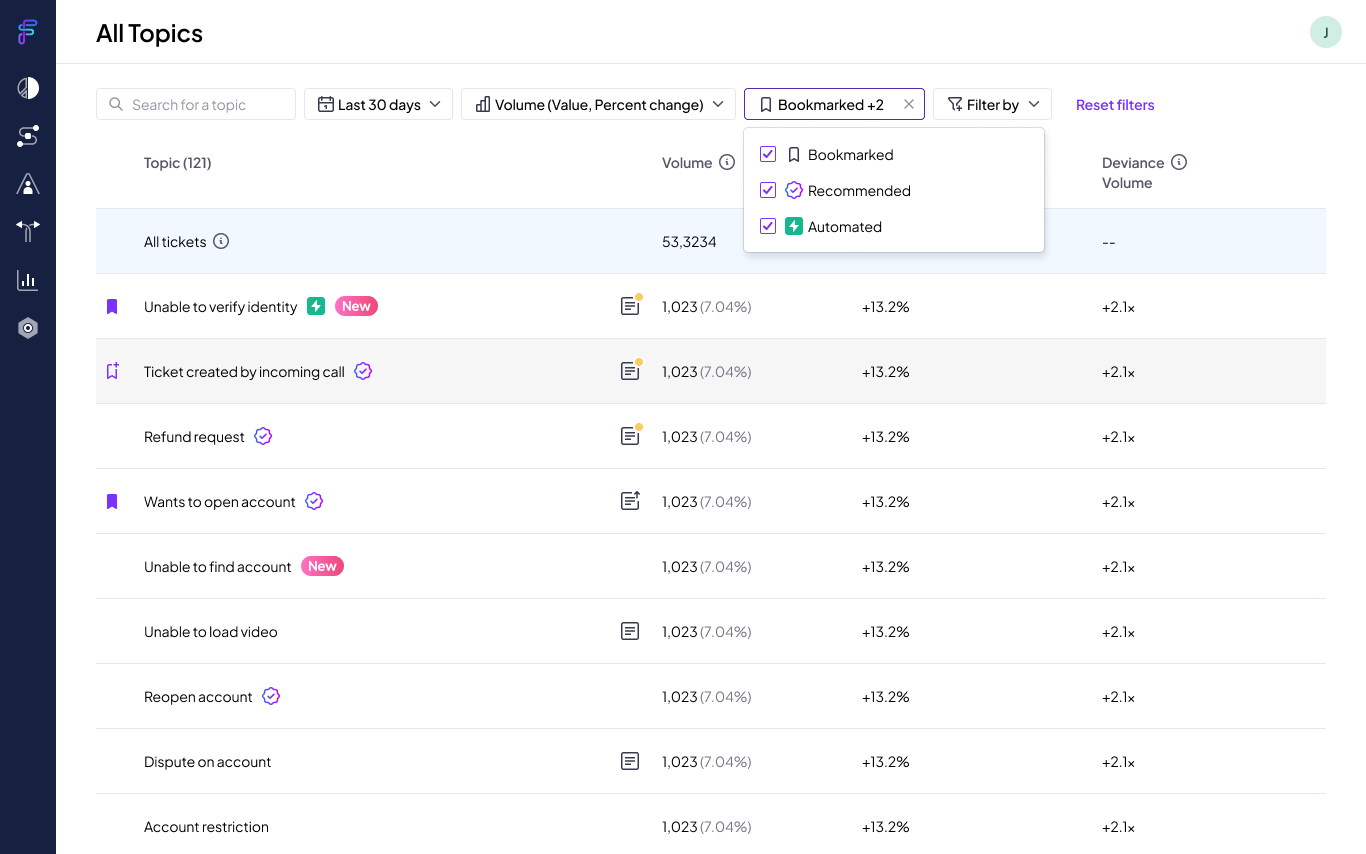 All Topics
J
Search for a topic
Last 30 days
Volume (Value, Percent change)
Bookmarked +2
Filter by
Reset filters
Bookmarked
Recommended
Automated
Topic (121)
Volume
Deviance
Volume
All tickets
53,3234
--
Unable to verify identity New 1,023 (7.04%) +13.2% +2.1x
Ticket created by incoming call 1,023 (7.04%) +13.2% +2.1x
Refund request 1,023 (7.04%) +13.2% +2.1x
Wants to open account 1,023 (7.04%) +13.2% +2.1x
Unable to find account New 1,023 (7.04%) +13.2% +2.1x
Unable to load video 1,023 (7.04%) +13.2% +2.1x
Reopen account 1,023 (7.04%) +13.2% +2.1x
Dispute on account 1,023 (7.04%) +13.2% +2.1x
Account restriction 1,023 (7.04%) +13.2% +2.1x